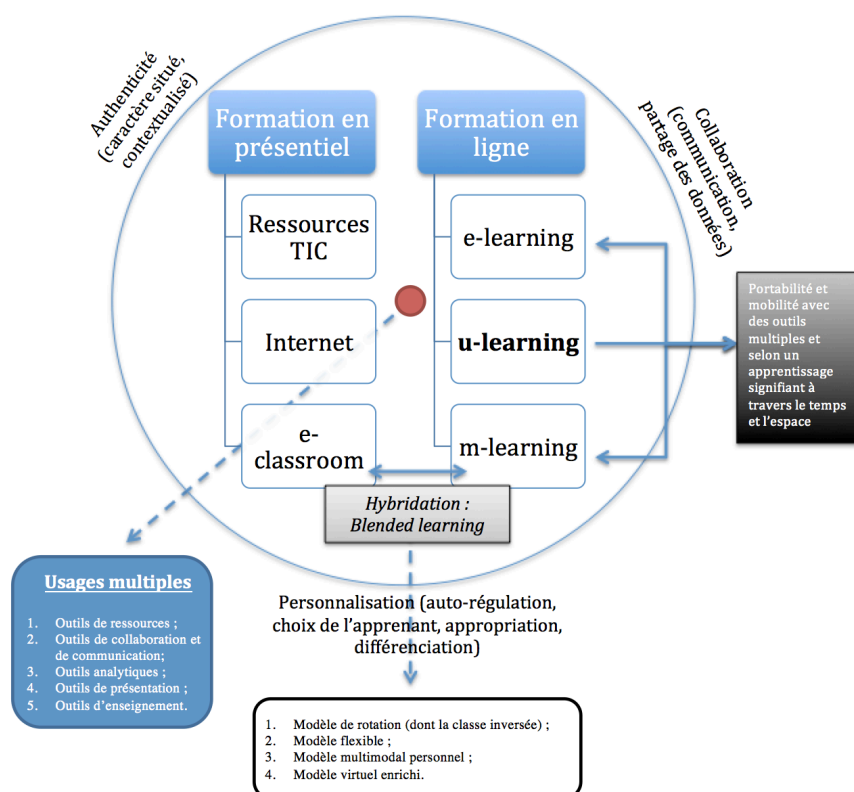 Authenticité
(caractère situé,
contextualisé)
Collaboration
(communication,
partage des données)
Formation en
présentiel
Formation en
ligne
Ressources
TIC
Internet
e-
classroom
e-learning
u-learning
m-learning
Portabilité et
mobilité avec
des outils
multiples et
selon un
apprentissage
signifiant à
travers le temps
et l'espace
Hybridation :
Blended learning
Usages multiples
1. Outils de ressources ;
2. Outils de collaboration et
de communication;
3. Outils analytiques ;
4. Outils de présentation ;
5. Outils d'enseignement.
Personnalisation (auto-régulation,
choix de l'apprenant, appropriation,
différenciation)
1. Modèle de rotation (dont la classe inversée) ;
2. Modèle flexible ;
3. Modèle multimodal personnel ;
4. Modèle virtuel enrichi.